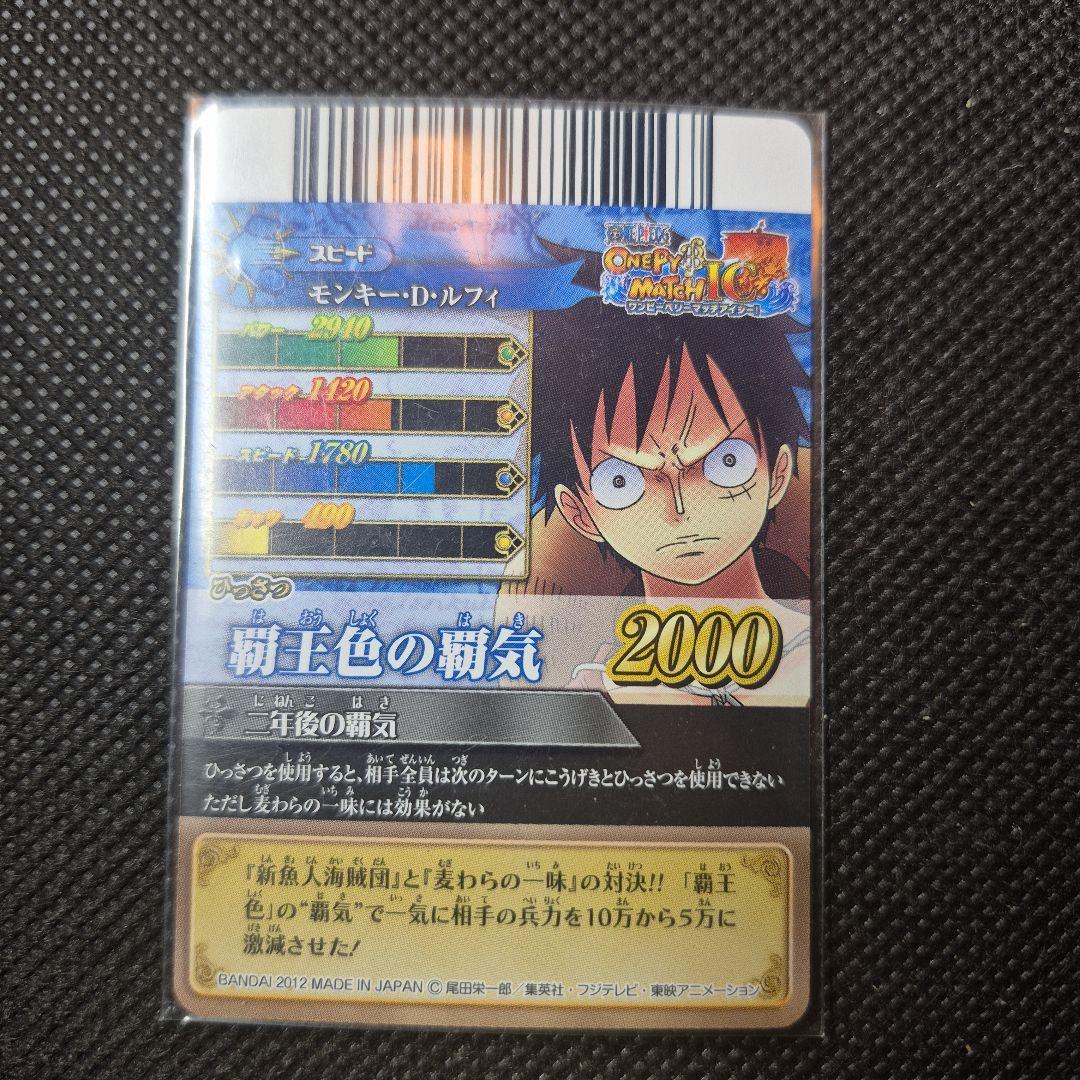 スピード
ONE PIECE
ONEPY
MATCH IC
ワンピーベリーマッチアイシー
モンキー・D・ルフィ
パワー 2940
アタック 1420
スピード 1780
490
ひっさつ
覇王色の覇気 2000
二年後の覇気
ひっさつを使用すると、相手全員は次のターンにこうげきとひっさつを使用できない
ただし麦わらの一味には効果がない
『新魚人海賊団』と『麦わらの一味』の対決!! 「覇王
色」の“覇気”で一気に相手の兵力を10万から5万に
激減させた!
BANDAI 2012 MADE IN JAPAN © 尾田栄一郎/集英社・フジテレビ・東映アニメーション